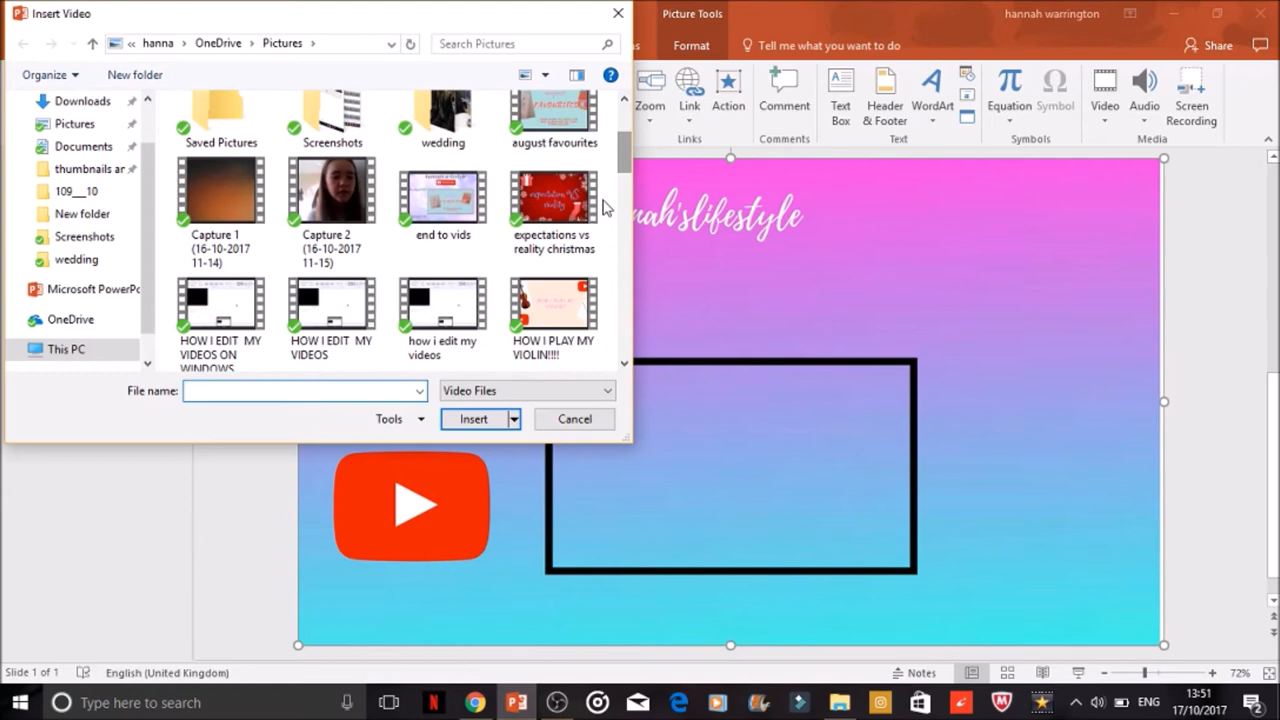 Insert Video
Picture Tools
hannah warrington
hanna
OneDrive
Pictures
Search Pictures
Format
Tell me what you want to do
Share
Organize
New folder
Zoom
Link
Action
Comment
Text
Box
Header
& Footer
WordArt
Equation
Symbol
Video
Audio
Screen
Recording
Links
Comments
Text
Symbols
Media
Downloads
Pictures
Documents
thumbnails ar
109__10
New folder
Screenshots
wedding
Microsoft PowerPo
OneDrive
This PC
Saved Pictures
Screenshots
wedding
august favourites
Capture 1
(16-10-2017
11-14)
Capture 2
(16-10-2017
11-15)
end to vids
expectations vs
reality christmas
HOW I EDIT MY
VIDEOS ON
WINDOWS
HOW I EDIT MY
VIDEOS
how i edit my
videos
HOW I PLAY MY
VIOLIN!!!!
File name:
Video Files
Tools
Insert
Cancel
nah'slifestyle
Slide 1 of 1
English (United Kingdom)
Notes
72%
Type here to search
ENG
13:51
17/10/2017
2